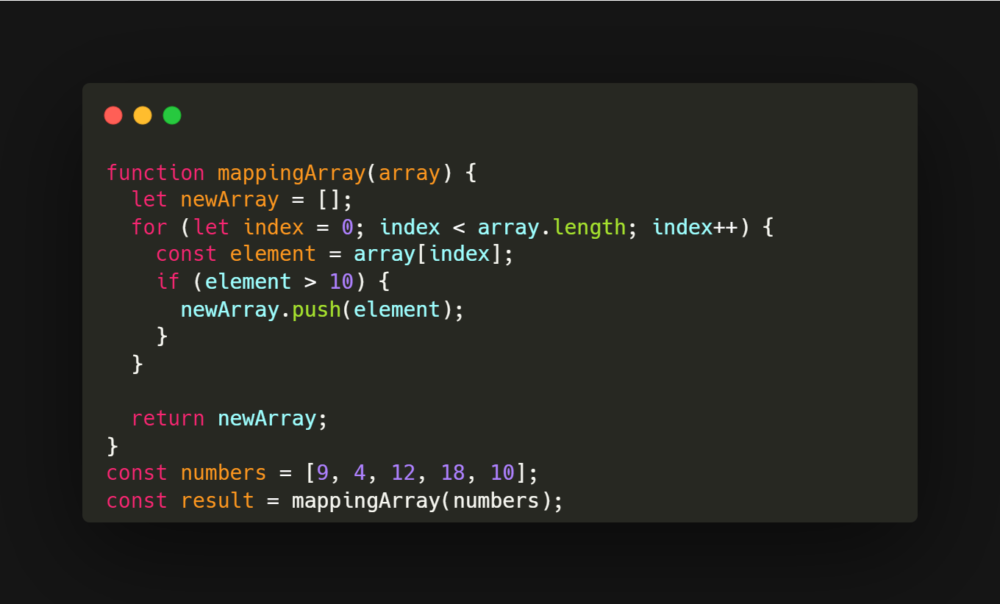 function mappingArray(array) {
  let newArray = [];
  for (let index = 0; index < array.length; index++) {
    const element = array[index];
    if (element > 10) {
      newArray.push(element);
    }
  }

  return newArray;
}
const numbers = [9, 4, 12, 18, 10];
const result = mappingArray(numbers);